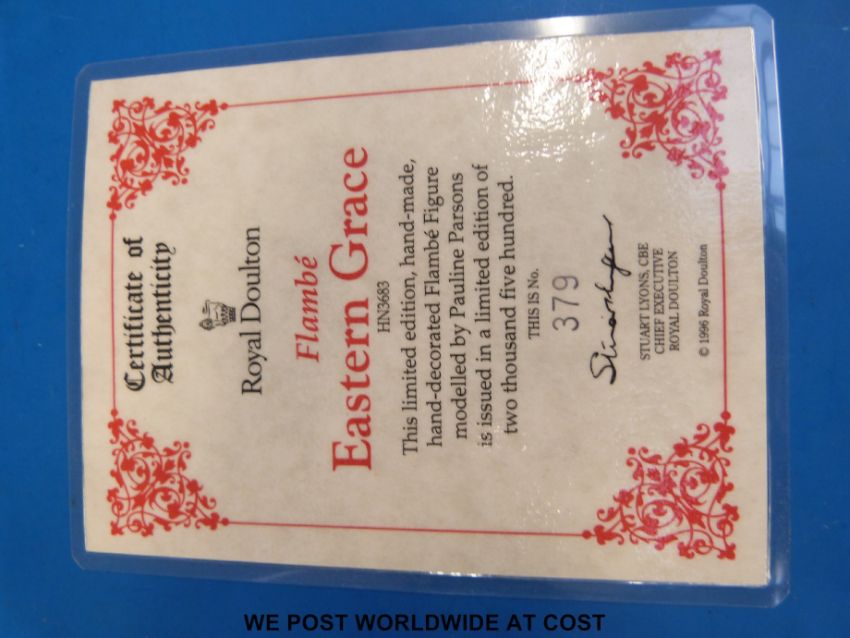 Certificate of
Authenticity
Royal Doulton
Flambé
Eastern Grace
HN3683
This limited edition, hand-made,
hand-decorated Flambé Figure
modelled by Pauline Parsons
is issued in a limited edition of
two thousand five hundred.
THIS IS No.
379
STUART LYONS, CBE
CHIEF EXECUTIVE
ROYAL DOULTON
© 1996 Royal Doulton
WE POST WORLDWIDE AT COST